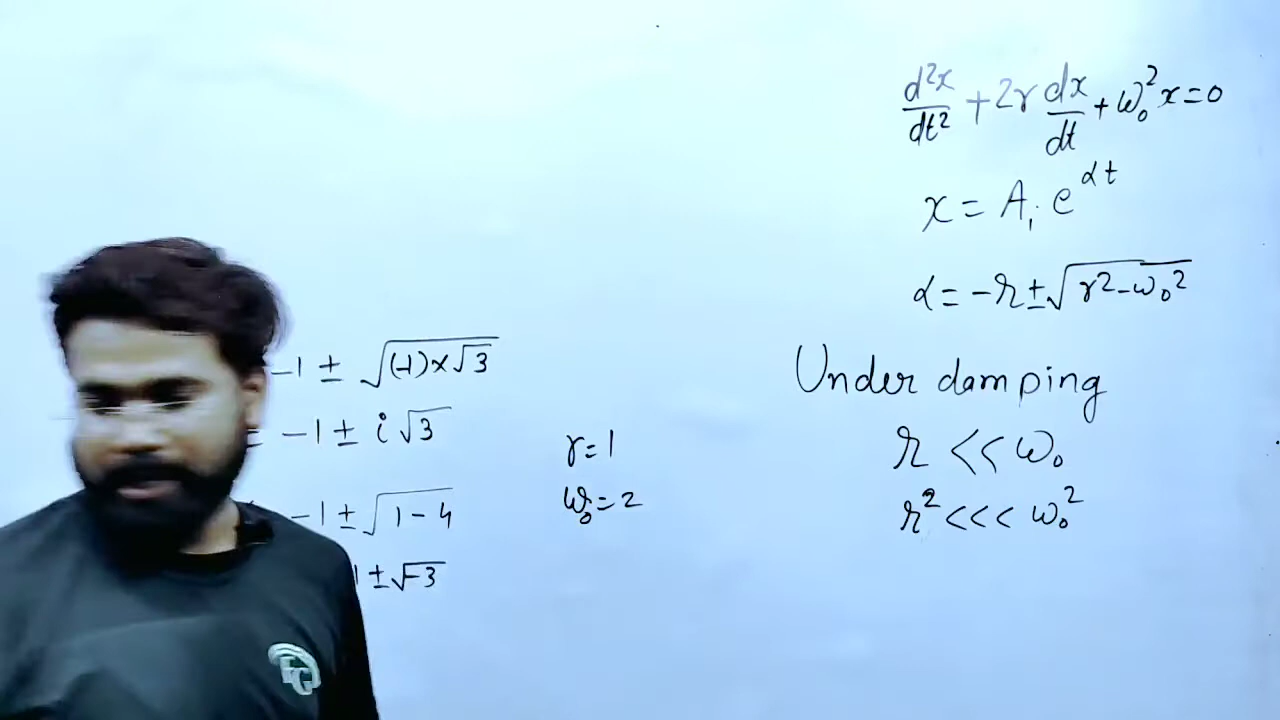 d²x/dt² + 2r dx/dt + ω₀² x = 0
x = A₁ e^{αt}
α = -r ± √(r² - ω₀²)
Under damping
r << ω₀
r² <<< ω₀²
-1 ± √((-1)×√3)
= -1 ± i √3
-1 ± √(1 - 4)
1 ± √-3
r = 1
ω₀ = 2